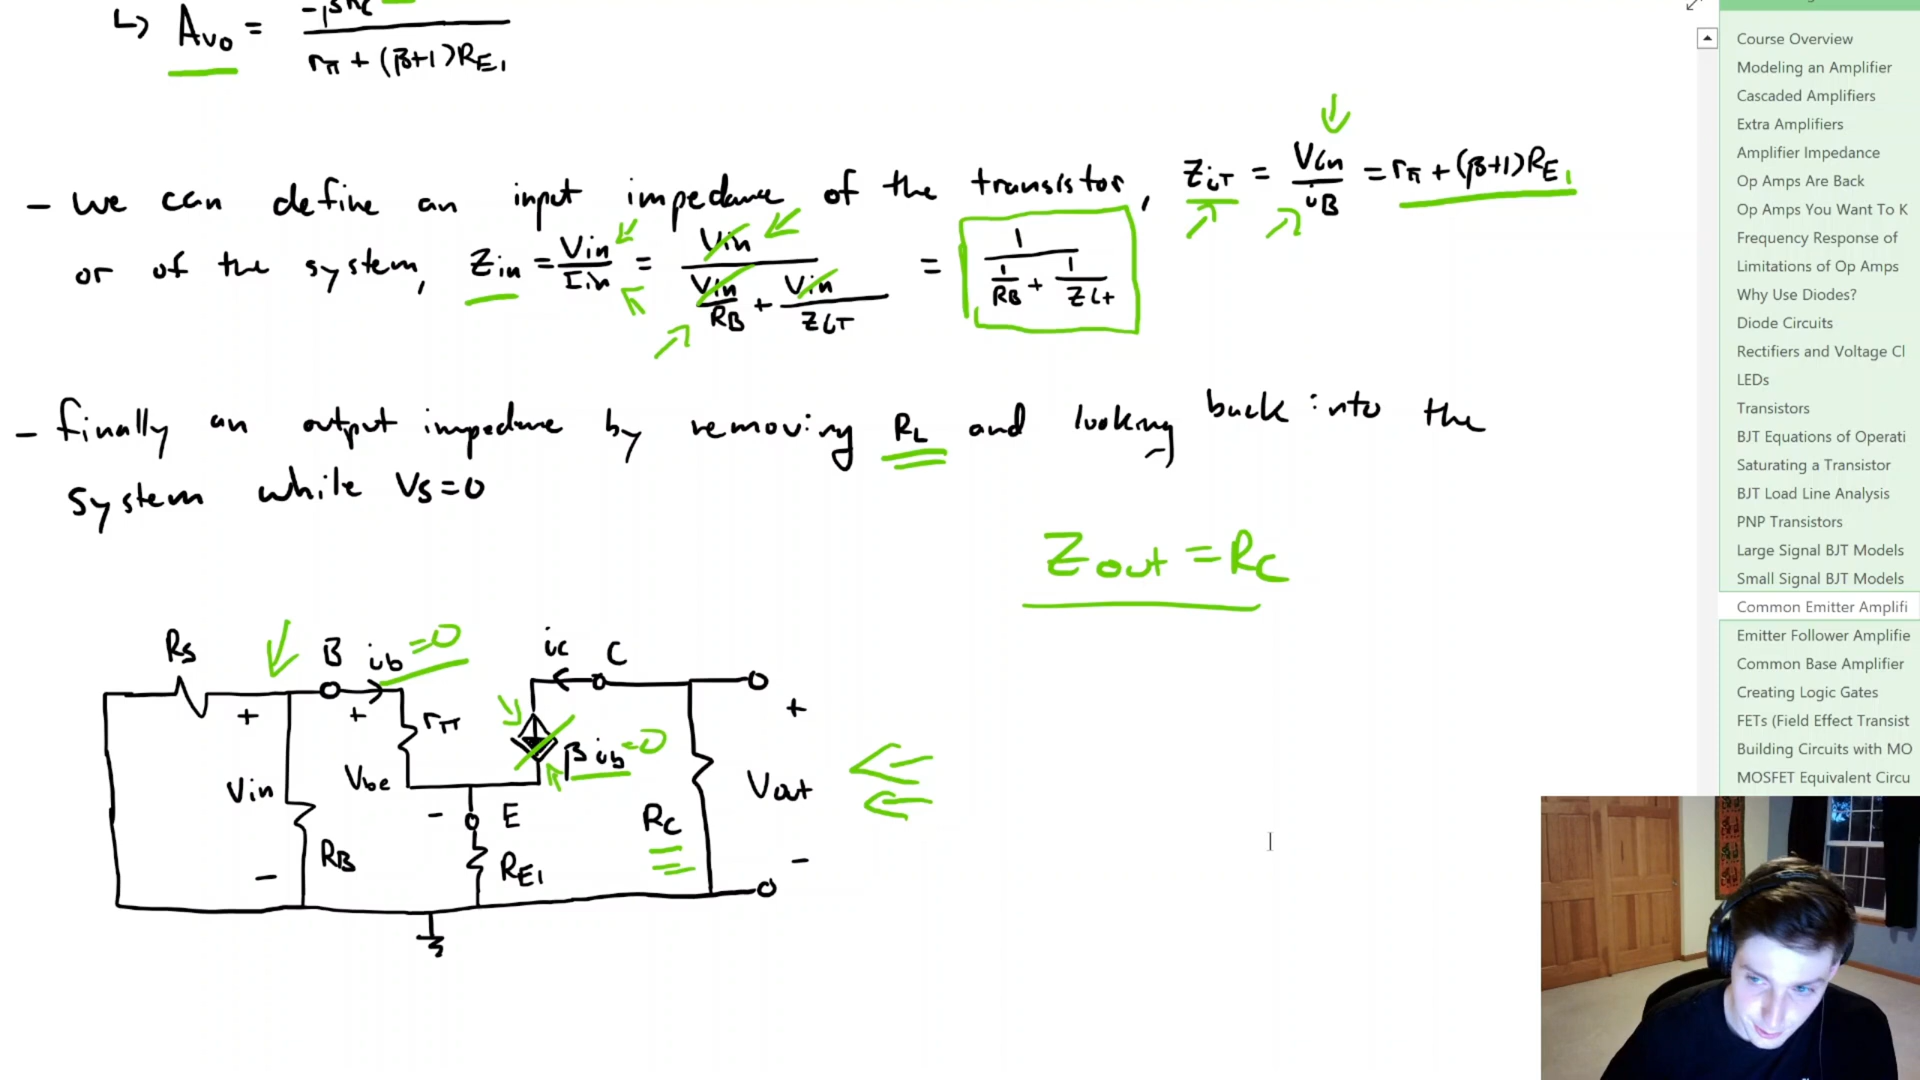 ↳ Avo = -βRc / rπ + (β+1)RE1
- we can define an input impedance of the transistor, ZiT = Vin / iB = rπ + (β+1)RE1
or of the system, Zin = Vin / Iin = Vin / Vin/RB + Vin/ZiT = 1 / 1/RB + 1/Zit
- finally an output impedance by removing RL and looking back into the
system while Vs=0
Zout = Rc
Rs
B
ib=0
ic
C
+
+
rπ
+
Vin
Vbe
βib=0
Vout
-
E
Rc
RB
RE1
-
-
Course Overview
Modeling an Amplifier
Cascaded Amplifiers
Extra Amplifiers
Amplifier Impedance
Op Amps Are Back
Op Amps You Want To K
Frequency Response of
Limitations of Op Amps
Why Use Diodes?
Diode Circuits
Rectifiers and Voltage Cl
LEDs
Transistors
BJT Equations of Operati
Saturating a Transistor
BJT Load Line Analysis
PNP Transistors
Large Signal BJT Models
Small Signal BJT Models
Common Emitter Amplifi
Emitter Follower Amplifie
Common Base Amplifier
Creating Logic Gates
FETs (Field Effect Transist
Building Circuits with MO
MOSFET Equivalent Circu